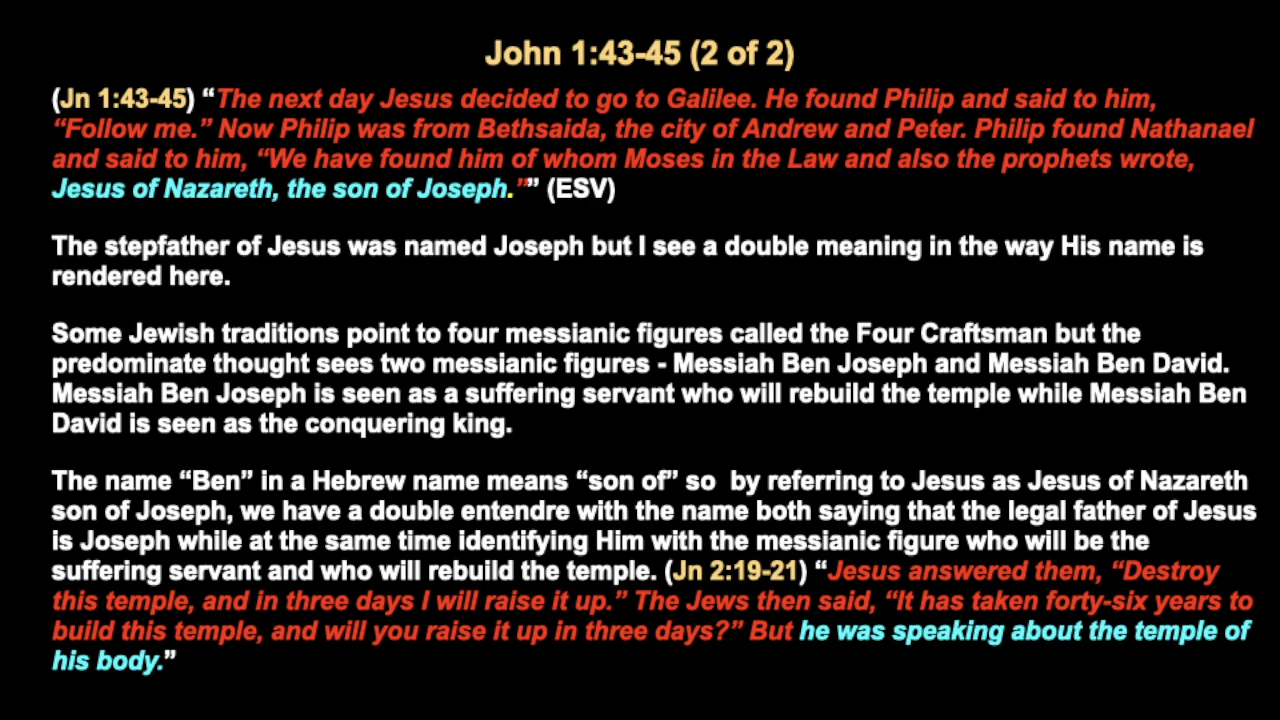 John 1:43-45 (2 of 2)
(Jn 1:43-45) “The next day Jesus decided to go to Galilee. He found Philip and said to him,
“Follow me.” Now Philip was from Bethsaida, the city of Andrew and Peter. Philip found Nathanael
and said to him, “We have found him of whom Moses in the Law and also the prophets wrote,
Jesus of Nazareth, the son of Joseph.”” (ESV)
The stepfather of Jesus was named Joseph but I see a double meaning in the way His name is
rendered here.
Some Jewish traditions point to four messianic figures called the Four Craftsman but the
predominate thought sees two messianic figures - Messiah Ben Joseph and Messiah Ben David.
Messiah Ben Joseph is seen as a suffering servant who will rebuild the temple while Messiah Ben
David is seen as the conquering king.
The name “Ben” in a Hebrew name means “son of” so  by referring to Jesus as Jesus of Nazareth
son of Joseph, we have a double entendre with the name both saying that the legal father of Jesus
is Joseph while at the same time identifying Him with the messianic figure who will be the
suffering servant and who will rebuild the temple. (Jn 2:19-21) “Jesus answered them, “Destroy
this temple, and in three days I will raise it up.” The Jews then said, “It has taken forty-six years to
build this temple, and will you raise it up in three days?” But he was speaking about the temple of
his body.”